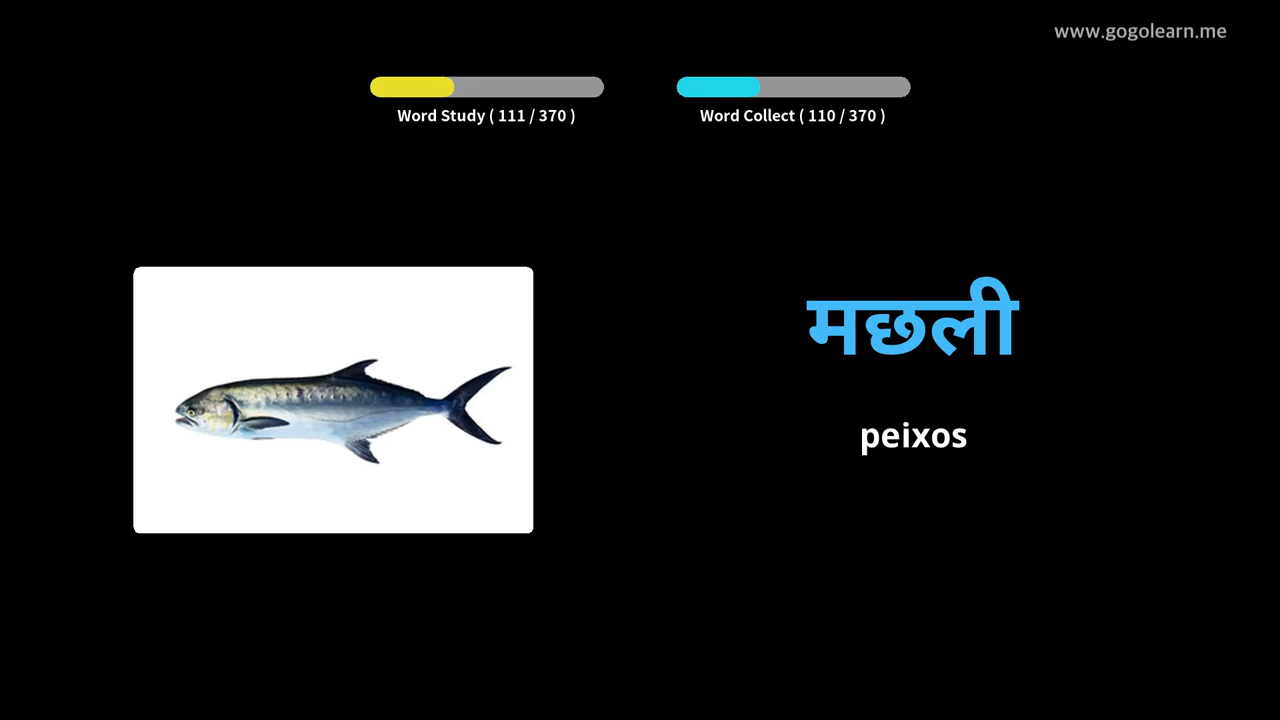 www.gogolearn.me
Word Study ( 111 / 370 )
Word Collect ( 110 / 370 )
मछली
peixos